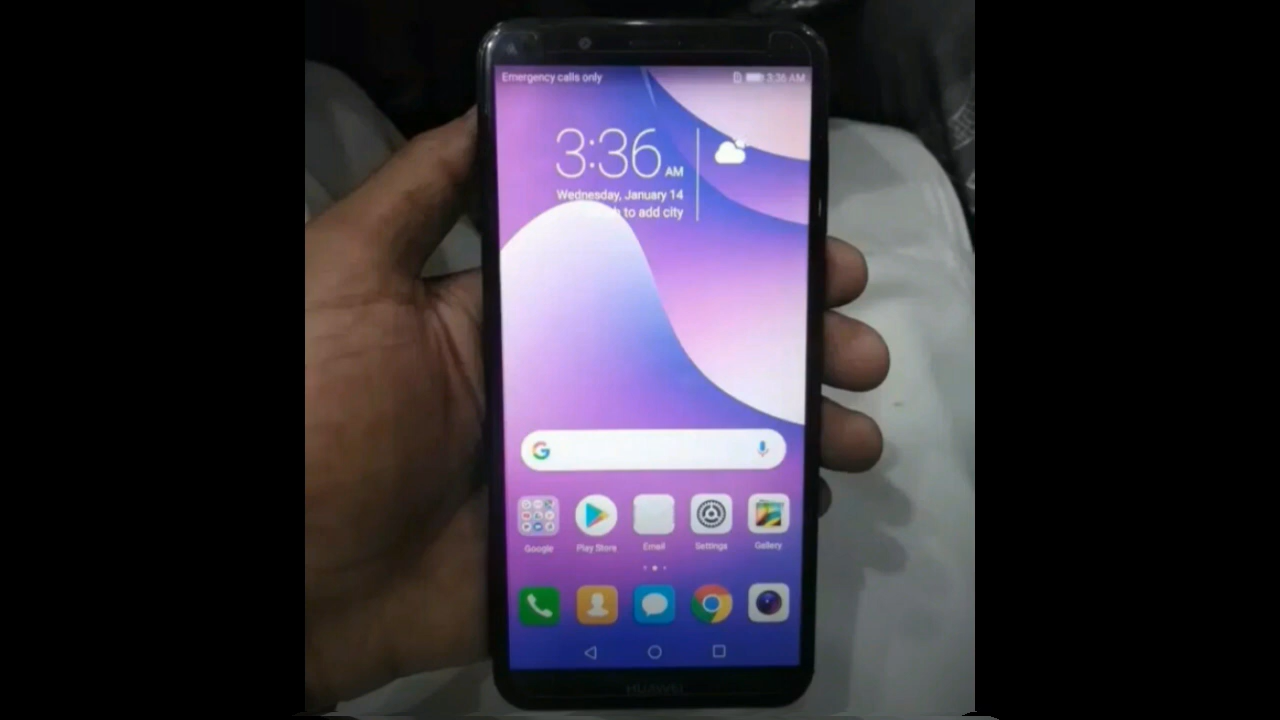 Emergency calls only 3:36 AM
3:36 AM
Wednesday, January 14
to add city
Google Play Store Email Settings Gallery
HUAWEI